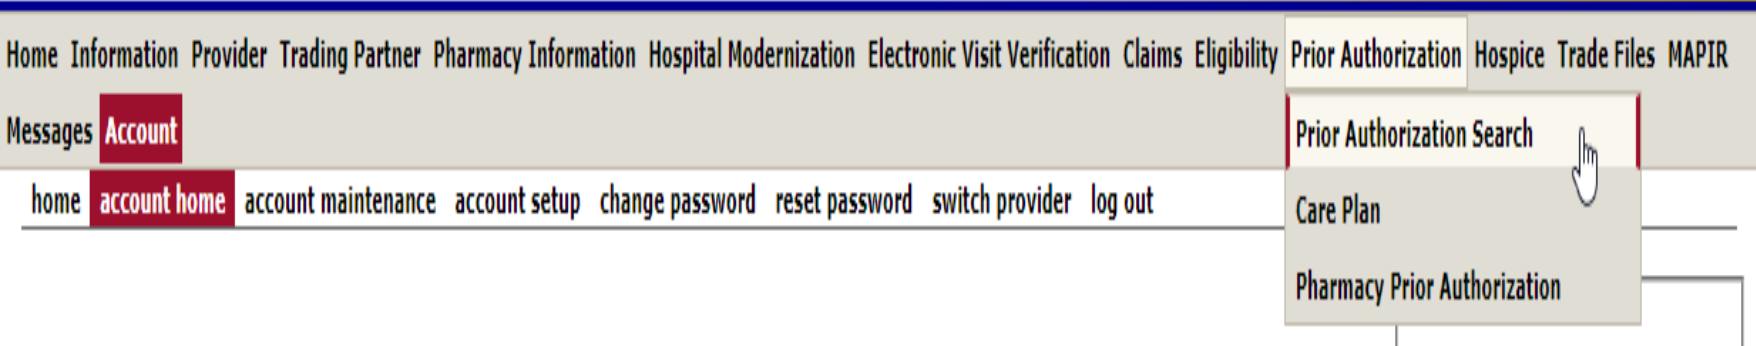 Home Information Provider Trading Partner Pharmacy Information Hospital Modernization Electronic Visit Verification Claims Eligibility Prior Authorization Hospice Trade Files MAPIR
Messages Account
Prior Authorization Search
home account home account maintenance account setup change password reset password switch provider log out
Care Plan
Pharmacy Prior Authorization